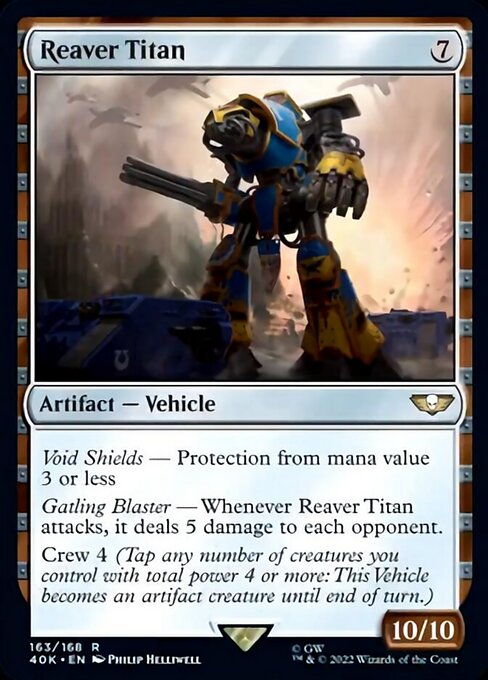 Reaver Titan 7
Artifact — Vehicle
Void Shields — Protection from mana value
3 or less
Gatling Blaster — Whenever Reaver Titan
attacks, it deals 5 damage to each opponent.
Crew 4 (Tap any number of creatures you
control with total power 4 or more: This Vehicle
becomes an artifact creature until end of turn.)
10/10
163/168 R
40K • EN Philip Helliwell
© GW
™ & © 2022 Wizards of the Coast